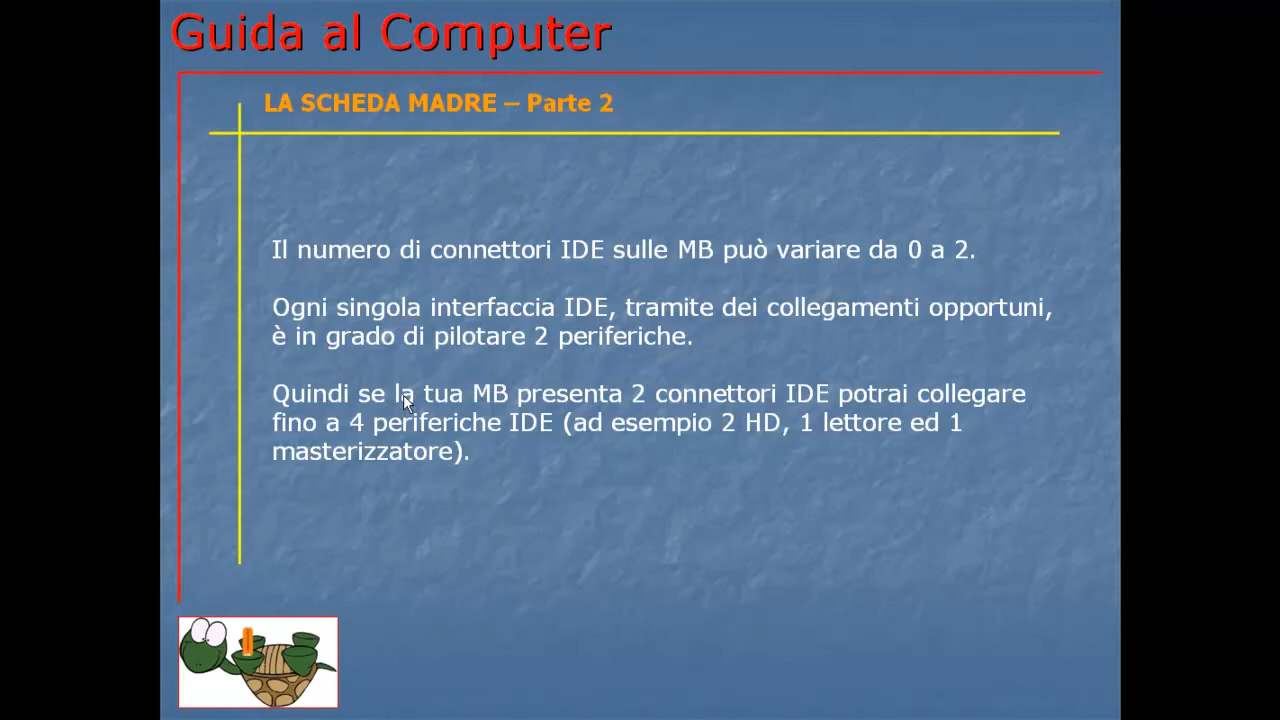 Guida al Computer
LA SCHEDA MADRE – Parte 2
Il numero di connettori IDE sulle MB può variare da 0 a 2.
Ogni singola interfaccia IDE, tramite dei collegamenti opportuni,
è in grado di pilotare 2 periferiche.
Quindi se la tua MB presenta 2 connettori IDE potrai collegare
fino a 4 periferiche IDE (ad esempio 2 HD, 1 lettore ed 1
masterizzatore).